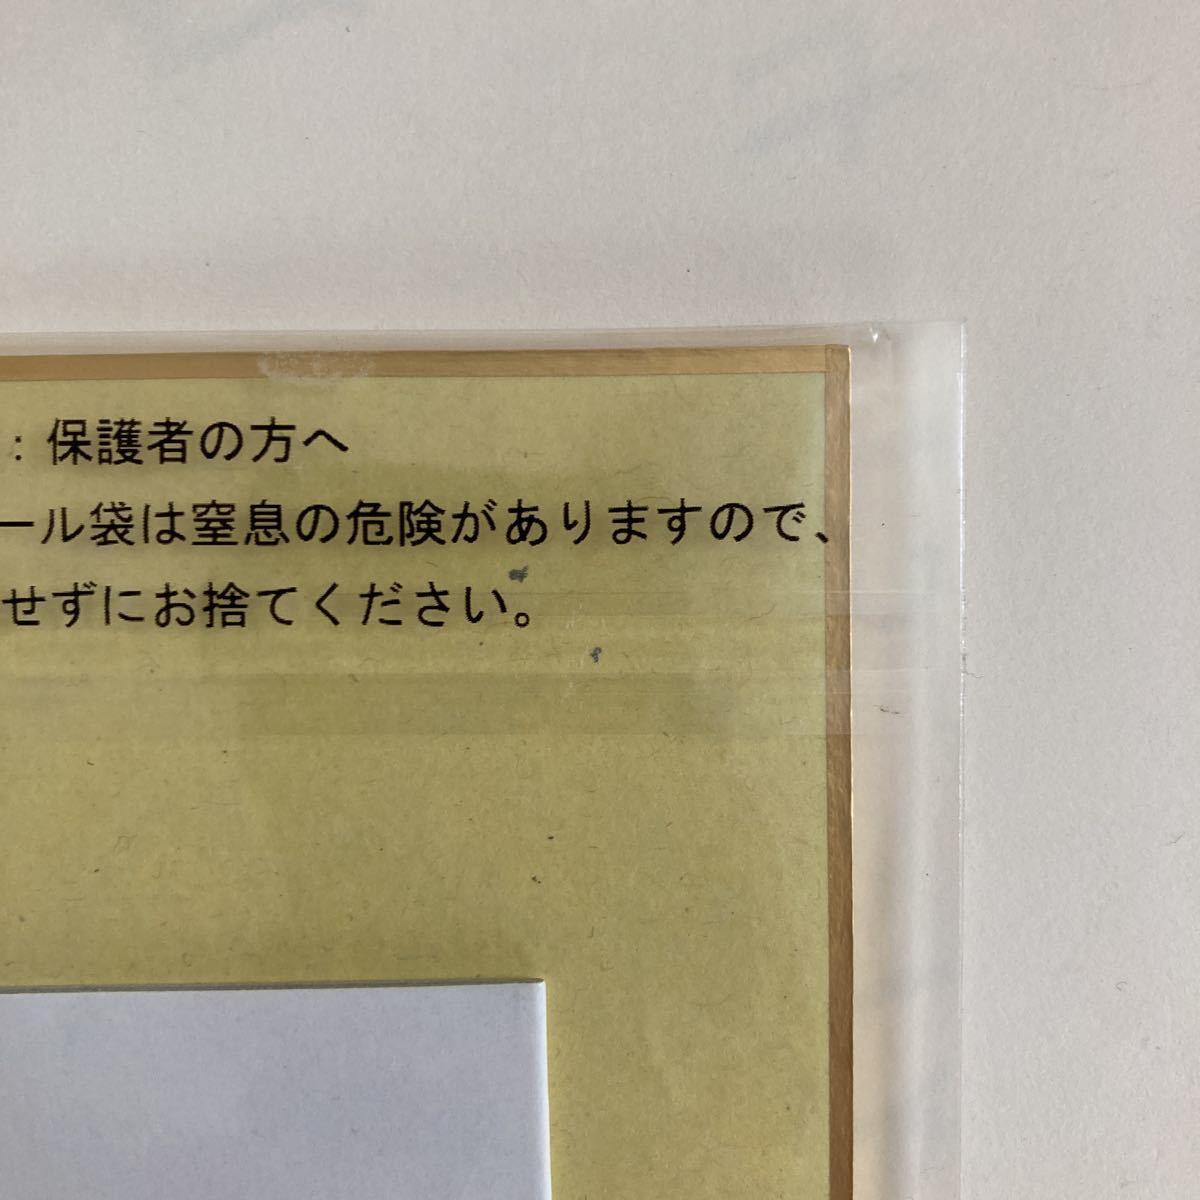 ：保護者の方へ
ール袋は窒息の危険がありますので、
せずにお捨てください。